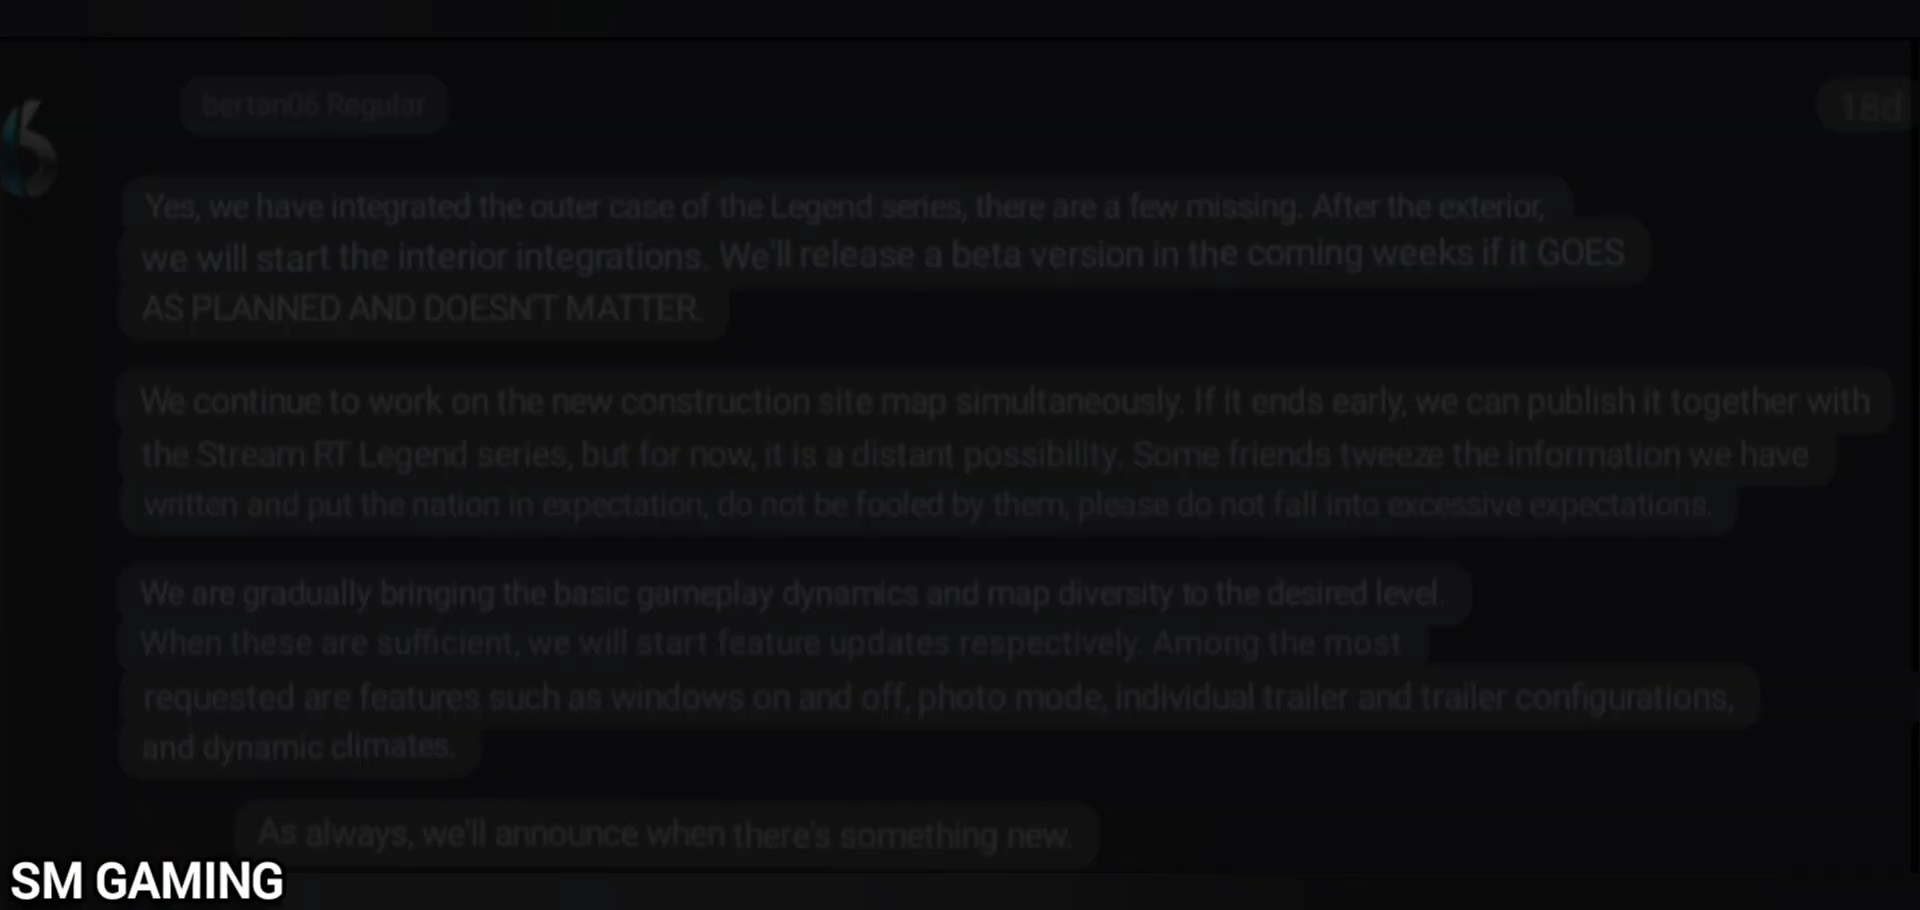 bertan06 Regular
18d
Yes, we have integrated the outer case of the Legend series, there are a few missing. After the exterior,
we will start the interior integrations. We'll release a beta version in the coming weeks if it GOES
AS PLANNED AND DOESN'T MATTER.
We continue to work on the new construction site map simultaneously. If it ends early, we can publish it together with
the Stream RT Legend series, but for now, it is a distant possibility. Some friends tweeze the information we have
written and put the nation in expectation, do not be fooled by them, please do not fall into excessive expectations.
We are gradually bringing the basic gameplay dynamics and map diversity to the desired level.
When these are sufficient, we will start feature updates respectively. Among the most
requested are features such as windows on and off, photo mode, individual trailer and trailer configurations,
and dynamic climates.
As always, we'll announce when there's something new.
SM GAMING